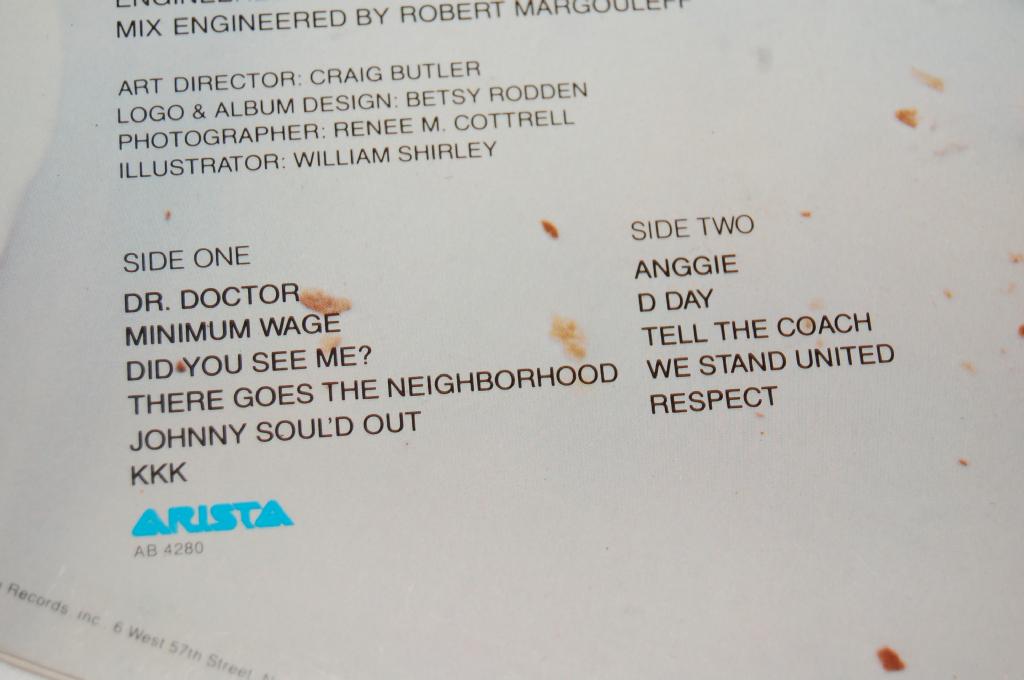 MIX ENGINEERED BY ROBERT MARGOULEFF
ART DIRECTOR: CRAIG BUTLER
LOGO & ALBUM DESIGN: BETSY RODDEN
PHOTOGRAPHER: RENEE M. COTTRELL
ILLUSTRATOR: WILLIAM SHIRLEY
SIDE ONE
DR. DOCTOR
MINIMUM WAGE
DID YOU SEE ME?
THERE GOES THE NEIGHBORHOOD
JOHNNY SOUL'D OUT
KKK
SIDE TWO
ANGGIE
D DAY
TELL THE COACH
WE STAND UNITED
RESPECT
ARISTA
AB 4280
Records, Inc. 6 West 57th Street,